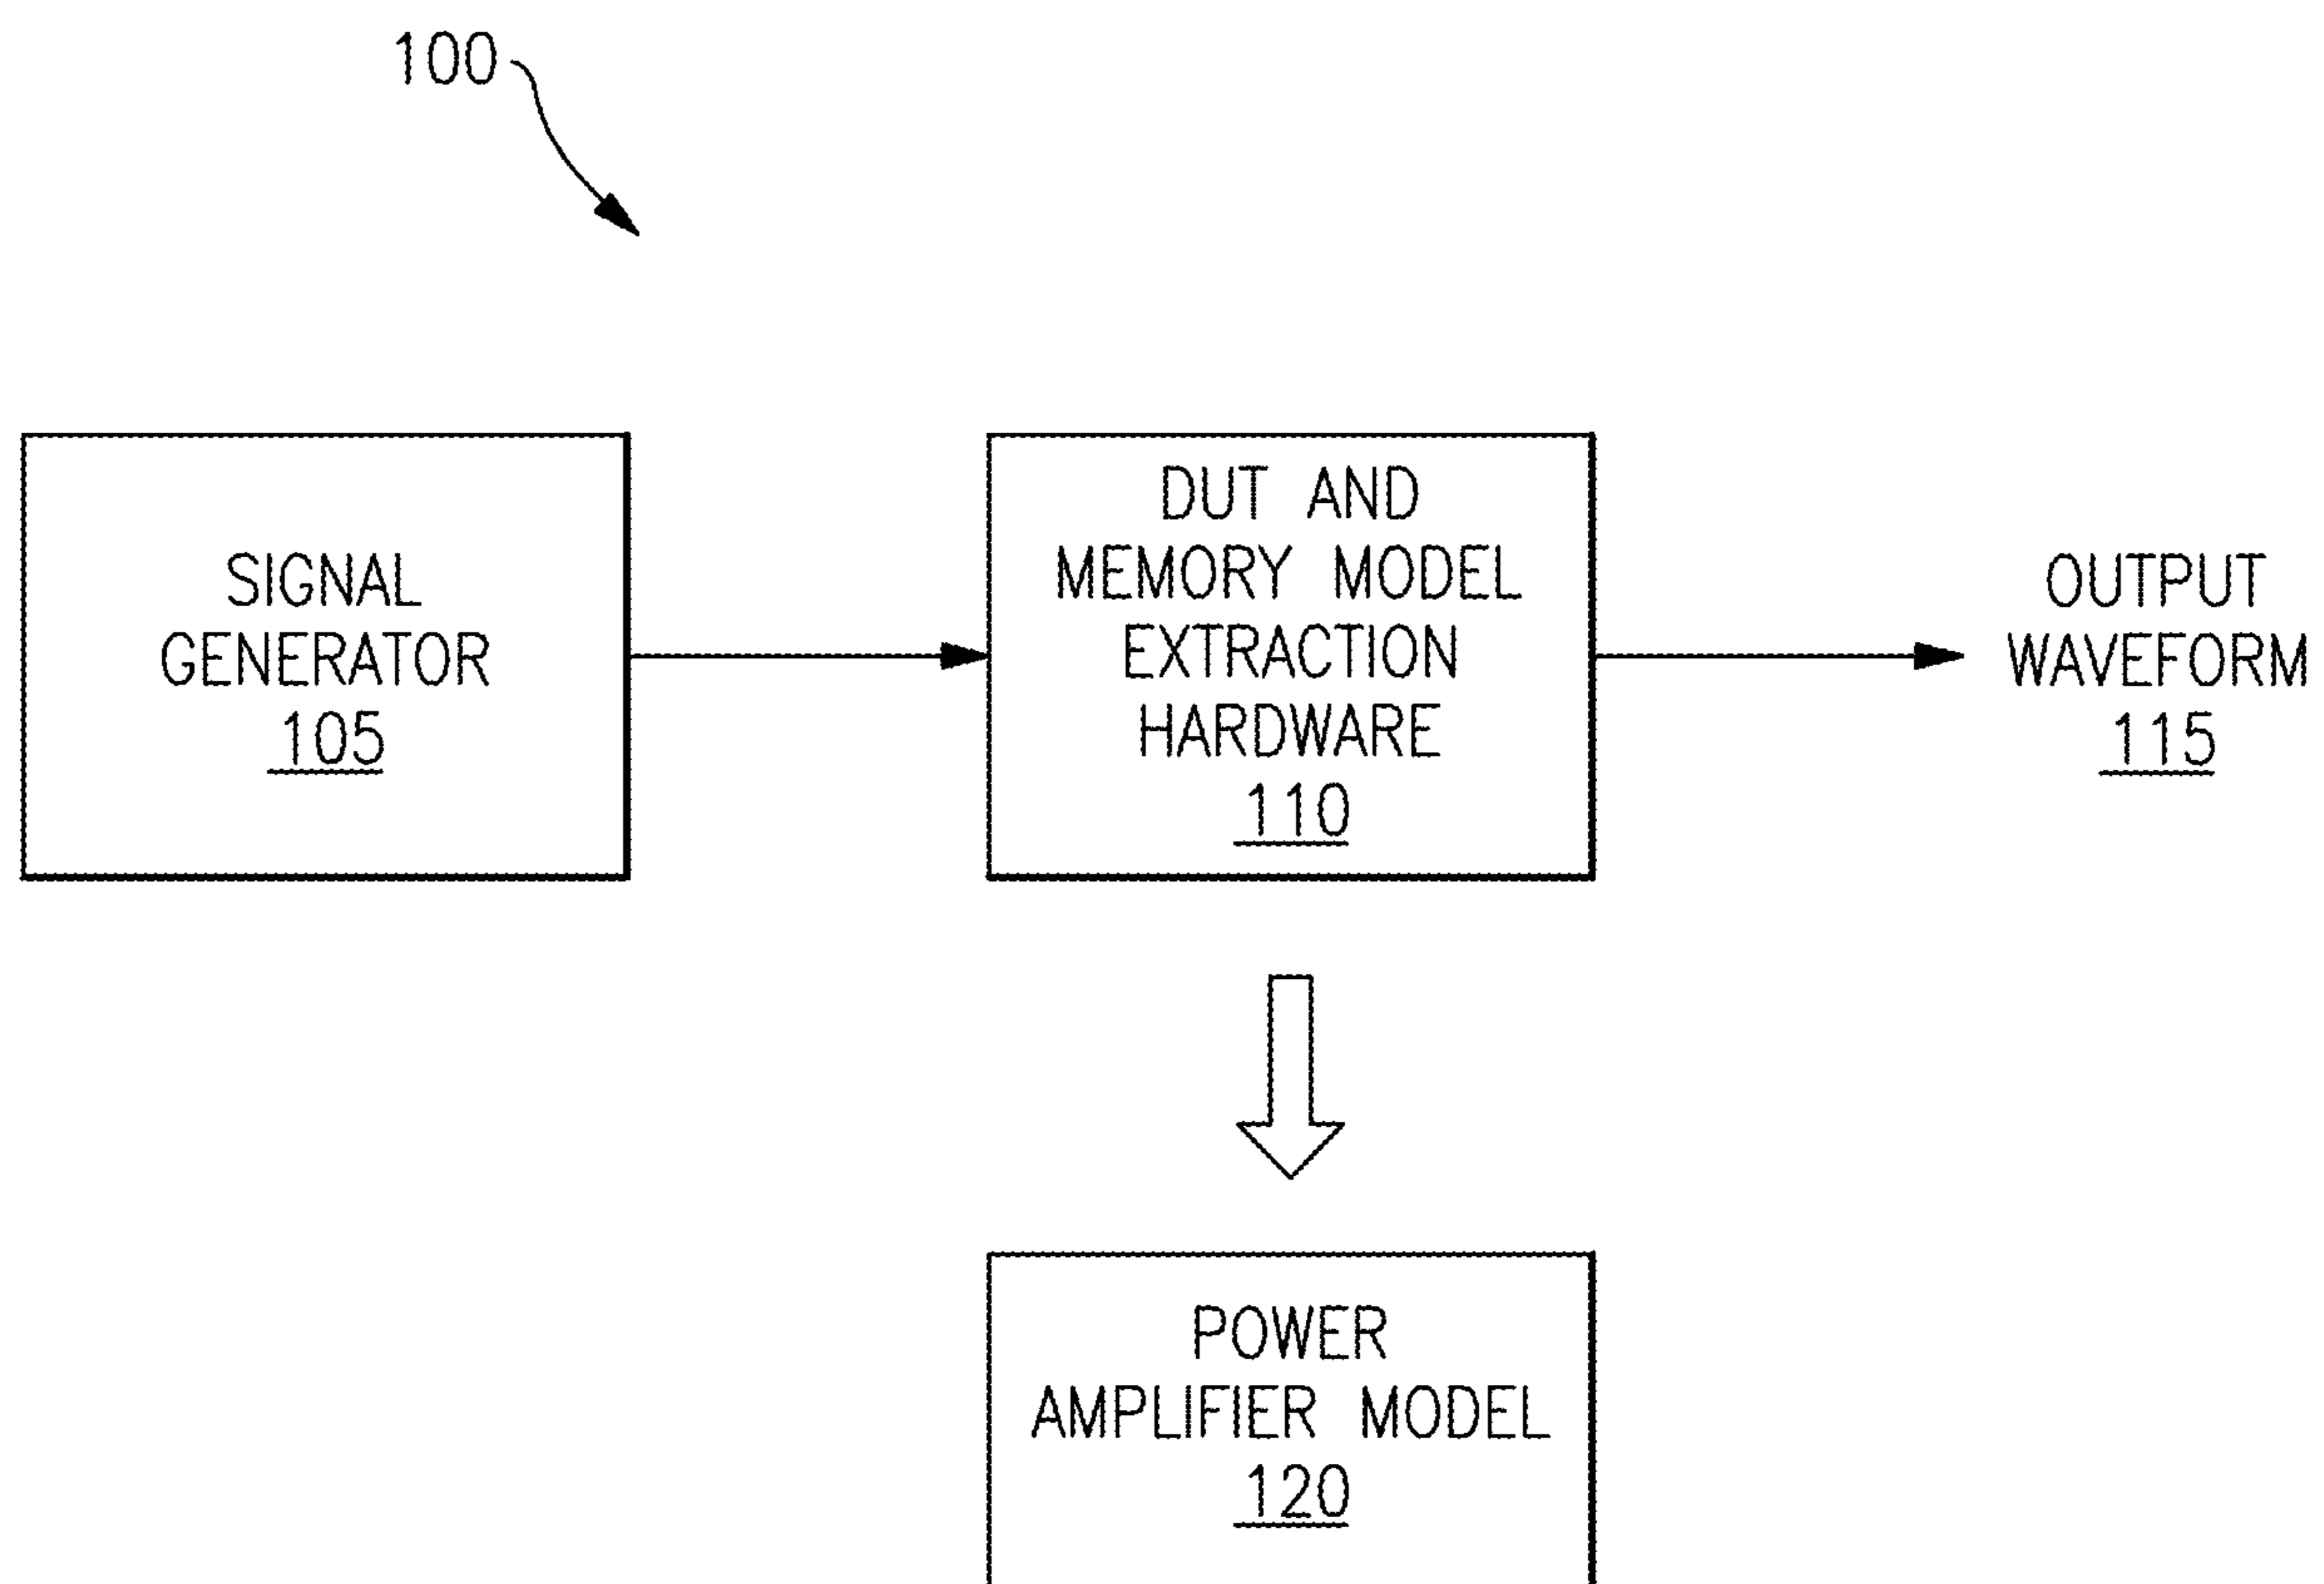 100
SIGNAL
GENERATOR
105
DUT AND
MEMORY MODEL
EXTRACTION
HARDWARE
110
OUTPUT
WAVEFORM
115
POWER
AMPLIFIER MODEL
120